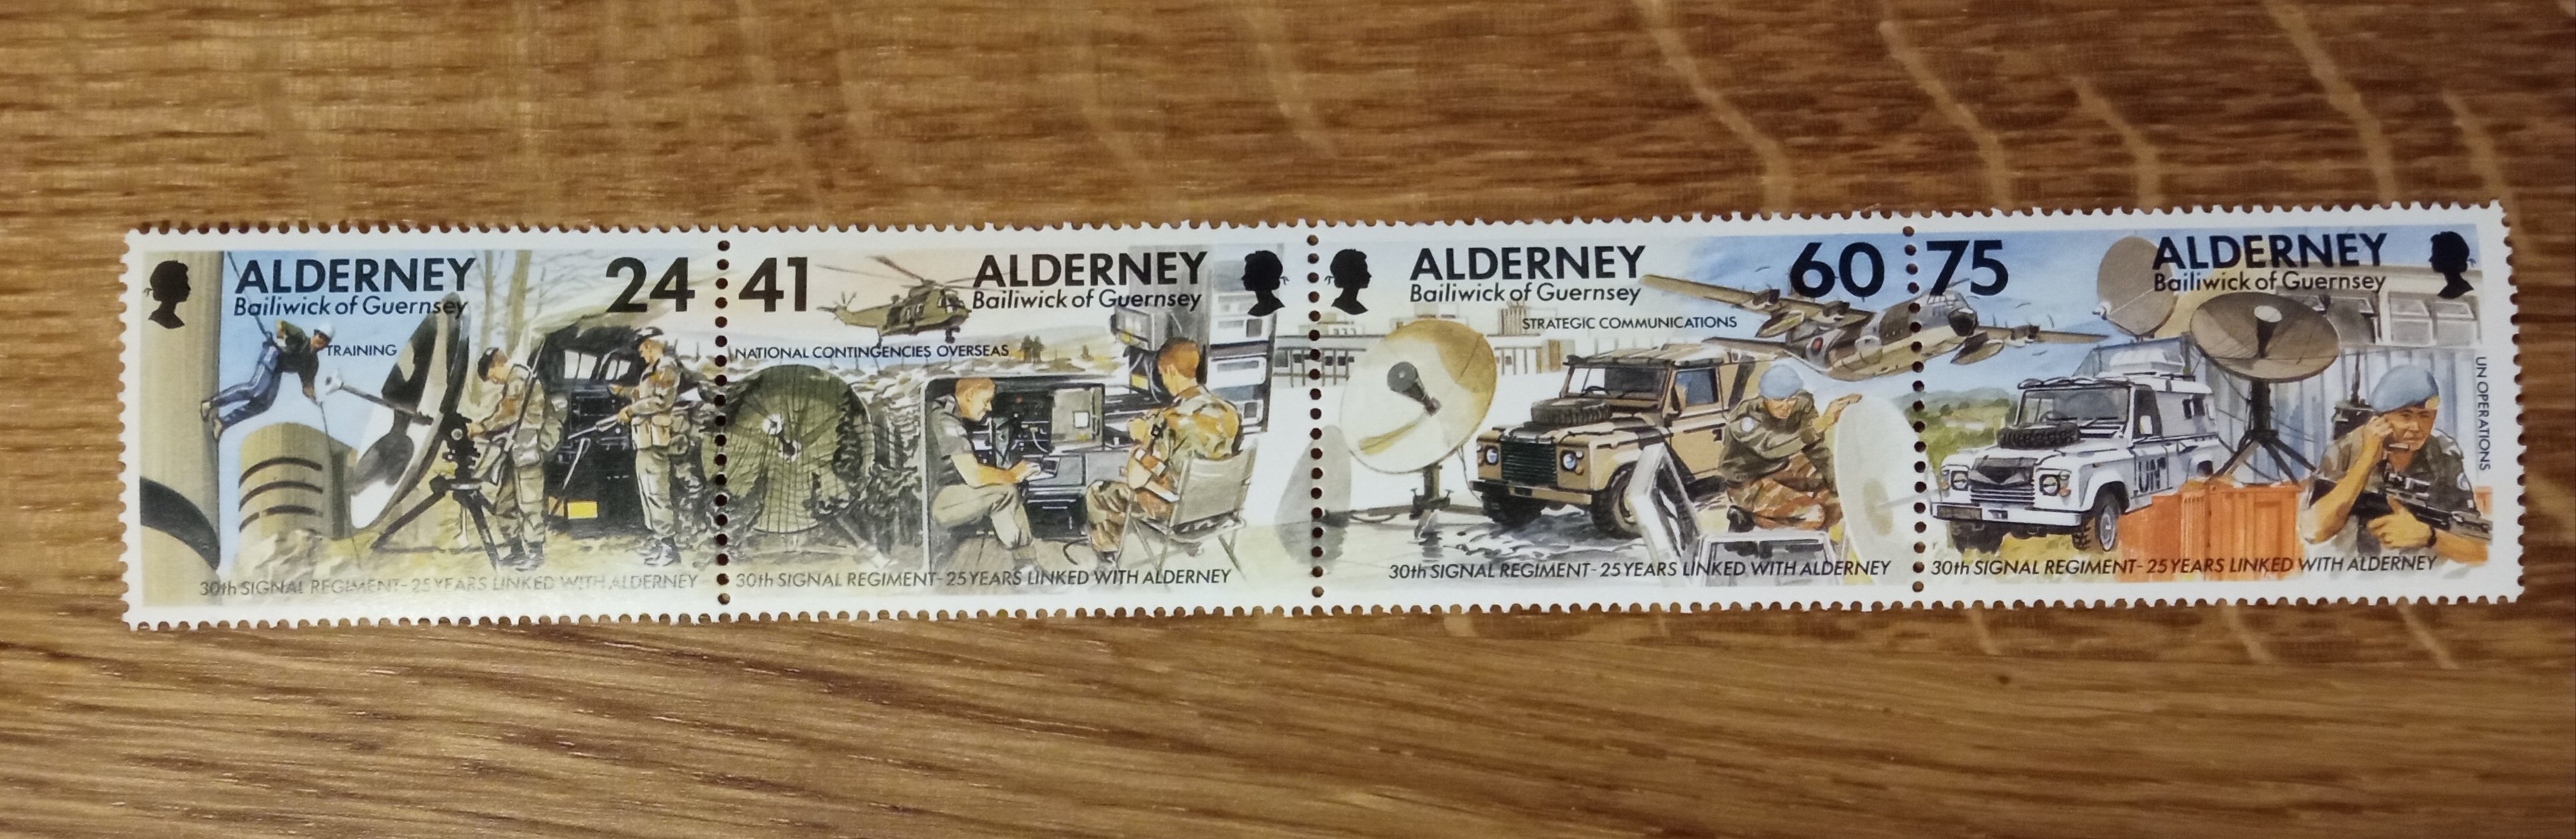 ALDERNEY
Bailiwick of Guernsey
24
TRAINING
30th SIGNAL REGIMENT - 25 YEARS LINKED WITH ALDERNEY
41
ALDERNEY
Bailiwick of Guernsey
NATIONAL CONTINGENCIES OVERSEAS
30th SIGNAL REGIMENT - 25 YEARS LINKED WITH ALDERNEY
ALDERNEY
Bailiwick of Guernsey
60
STRATEGIC COMMUNICATIONS
30th SIGNAL REGIMENT - 25 YEARS LINKED WITH ALDERNEY
75
ALDERNEY
Bailiwick of Guernsey
UN OPERATIONS
UN
30th SIGNAL REGIMENT - 25 YEARS LINKED WITH ALDERNEY